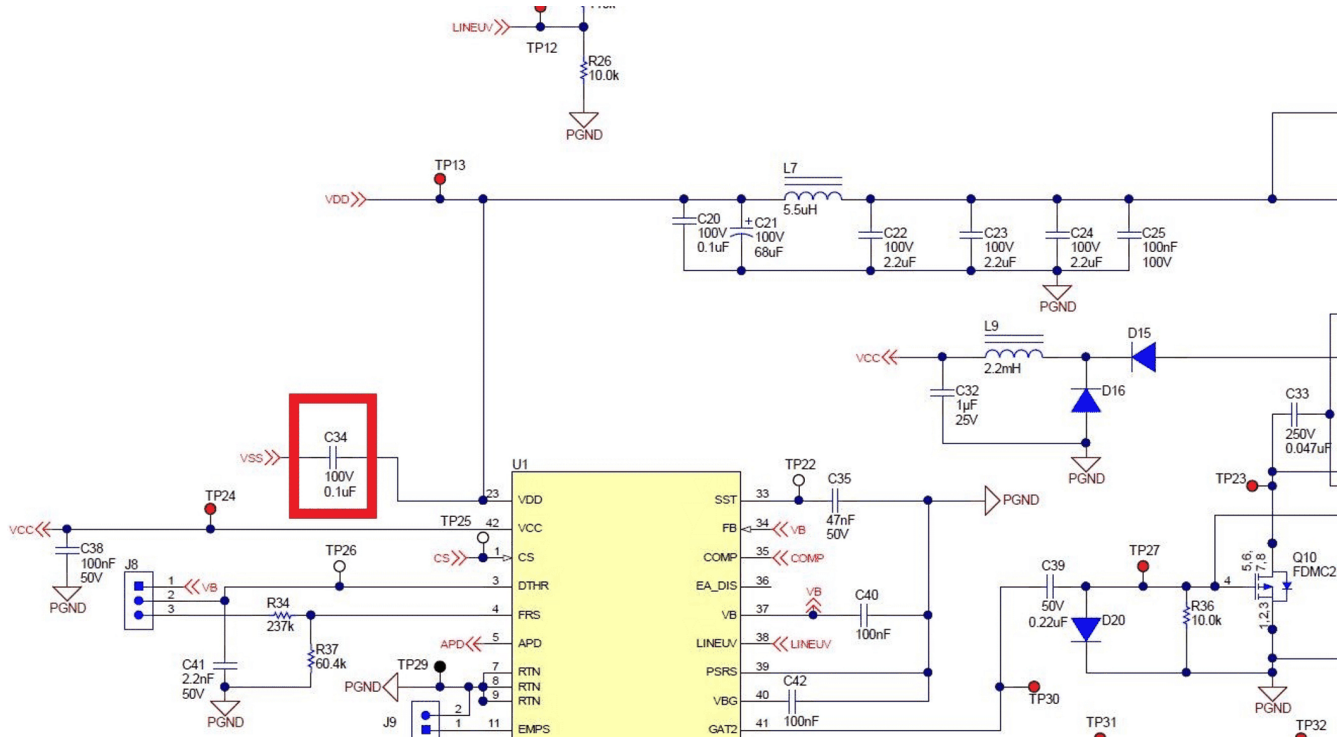 LINEUV
TP12
R26
10.0k
PGND
TP13
VDD
L7
5.5uH
C20
100V
0.1uF
+
C21
100V
68uF
C22
100V
2.2uF
C23
100V
2.2uF
C24
100V
2.2uF
C25
100nF
100V
PGND
L9
D15
VCC
2.2mH
C32
1µF
25V
D16
C33
250V
0.047uF
PGND
C34
VSS
100V
0.1uF
U1
TP24
TP22
C35
TP23
23
VDD
SST
33
PGND
VCC
42
VCC
TP25
47nF
50V
FB
34
VB
C38
100nF
50V
TP26
CS
1
CS
COMP
35
COMP
TP27
Q10
FDMC2
5,6,
7,8
4
1,2,3
J8
1
VB
2
3
PGND
3
DTHR
EA_DIS
36
VB
C39
50V
0.22uF
D20
R36
10.0k
R34
237k
4
FRS
VB
37
C40
100nF
R37
60.4k
APD
5
APD
LINEUV
38
LINEUV
C41
2.2nF
50V
PGND
TP29
PGND
7
RTN
8
RTN
9
RTN
PSRS
39
VBG
40
C42
100nF
TP30
PGND
J9
2
1
11
EMPS
GAT2
41
TP31
TP32